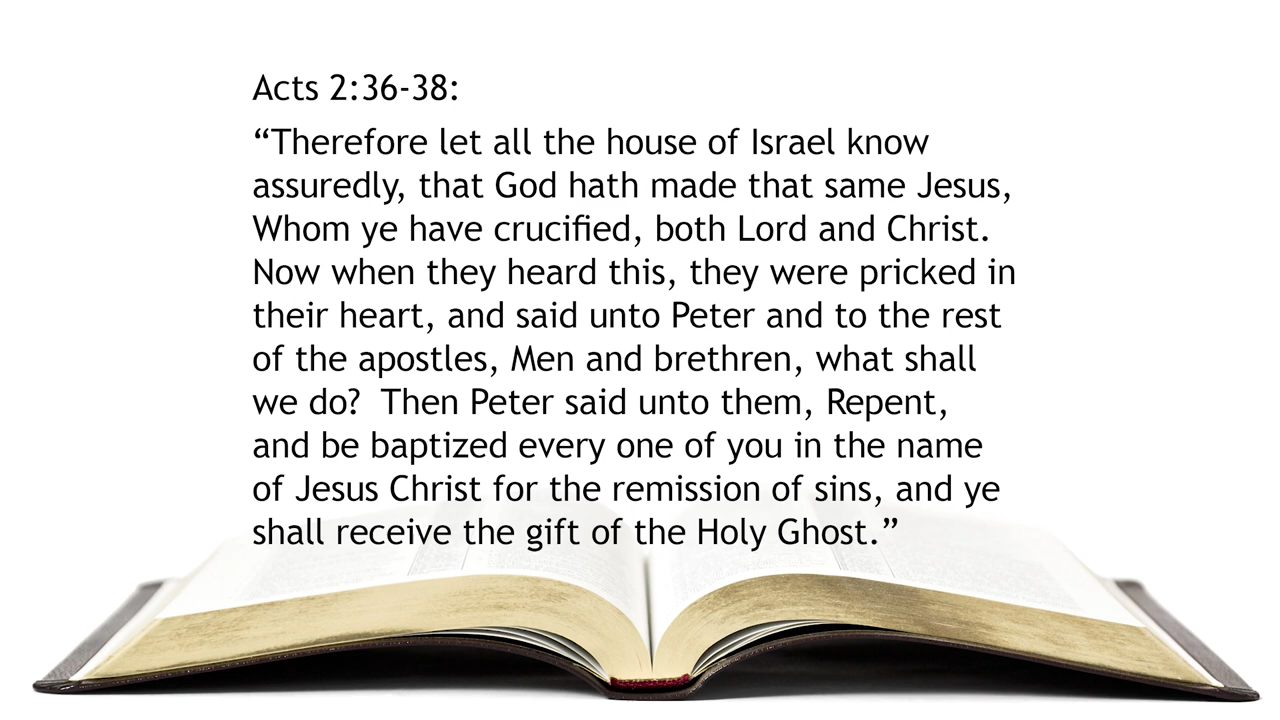 Acts 2:36-38:
“Therefore let all the house of Israel know
assuredly, that God hath made that same Jesus,
Whom ye have crucified, both Lord and Christ.
Now when they heard this, they were pricked in
their heart, and said unto Peter and to the rest
of the apostles, Men and brethren, what shall
we do?  Then Peter said unto them, Repent,
and be baptized every one of you in the name
of Jesus Christ for the remission of sins, and ye
shall receive the gift of the Holy Ghost.”